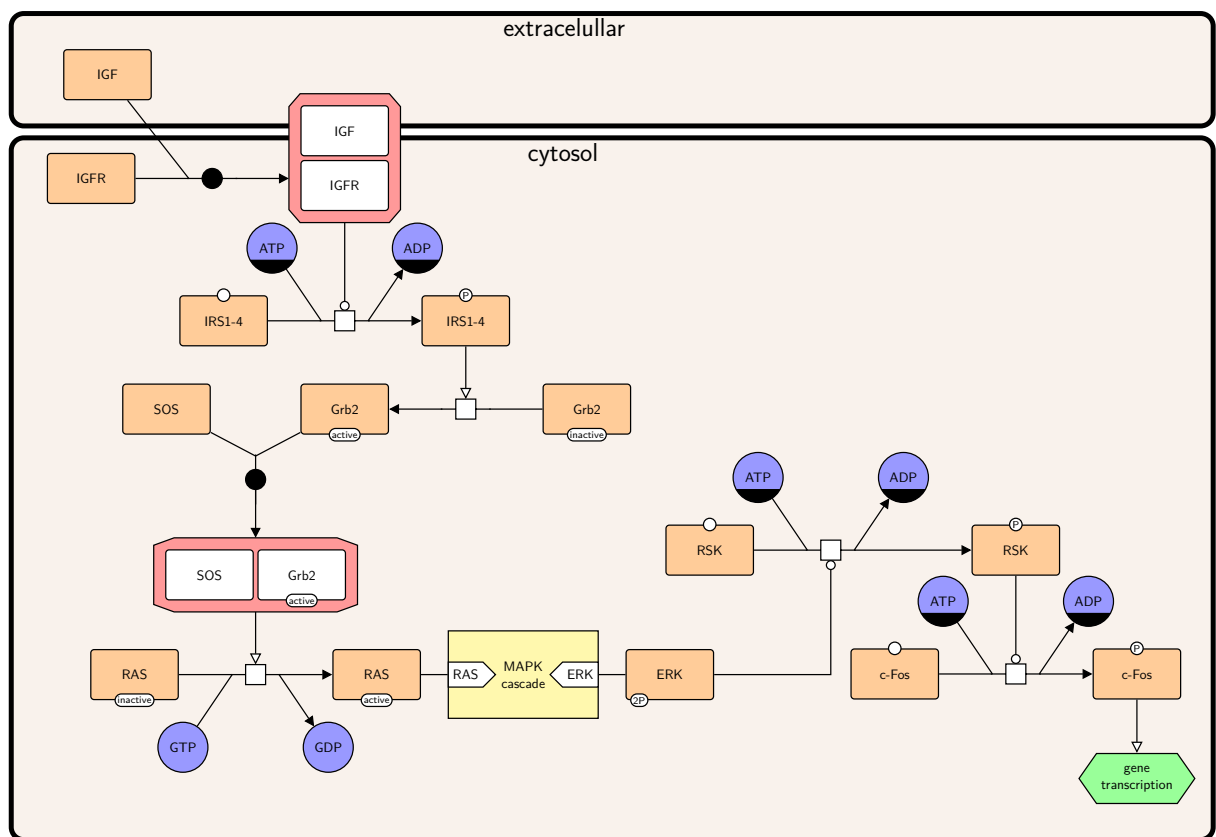 extracelullar
IGF
IGF
cytosol
IGFR
IGFR
ATP
ADP
P
IRS1-4
IRS1-4
SOS
Grb2
active
Grb2
inactive
ATP
ADP
P
RSK
RSK
SOS
Grb2
active
ATP
ADP
RAS
inactive
RAS
active
RAS
MAPK
cascade
ERK
ERK
2P
P
c-Fos
c-Fos
GTP
GDP
gene
transcription